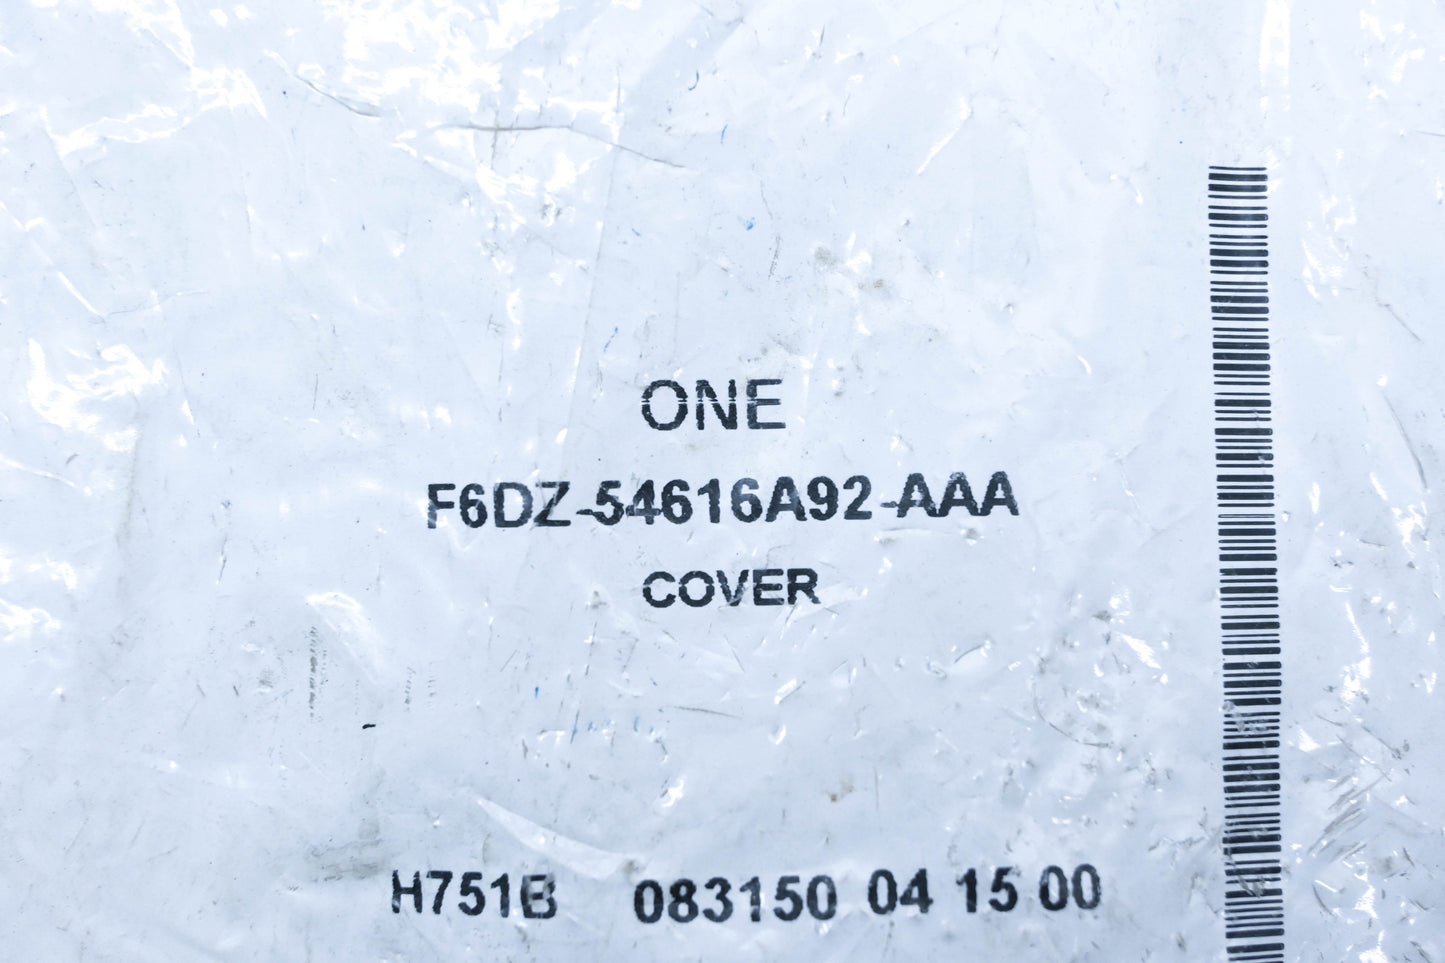 ONE
F6DZ-54616A92-AAA
COVER
H751B 083150 04 15 00